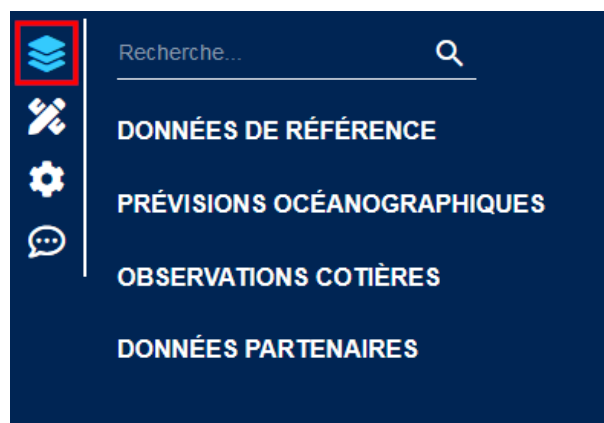 Recherche...
DONNÉES DE RÉFÉRENCE
PRÉVISIONS OCÉANOGRAPHIQUES
OBSERVATIONS COTIÈRES
DONNÉES PARTENAIRES